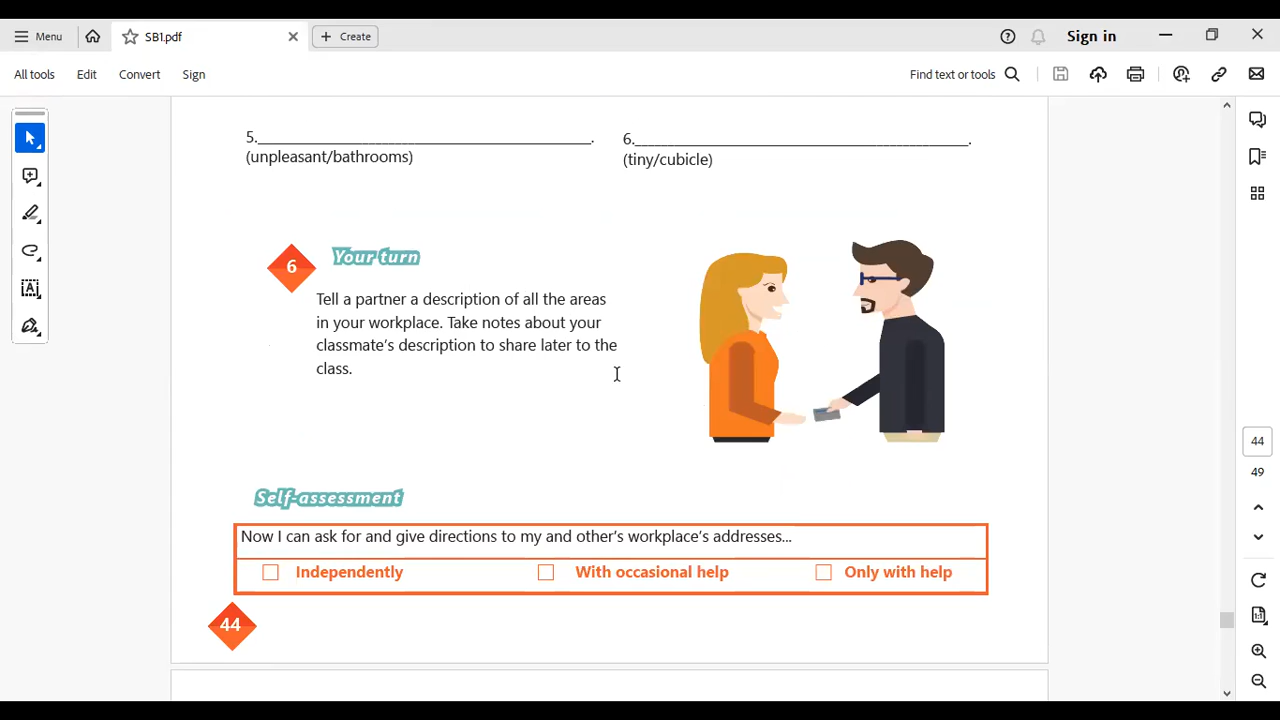 Menu
SB1.pdf
Create
Sign in
All tools
Edit
Convert
Sign
Find text or tools
5.
(unpleasant/bathrooms)
6.
(tiny/cubicle)
6
Your turn
Tell a partner a description of all the areas
in your workplace. Take notes about your
classmate's description to share later to the
class.
Self-assessment
Now I can ask for and give directions to my and other's workplace's addresses...
Independently
With occasional help
Only with help
44
44
49